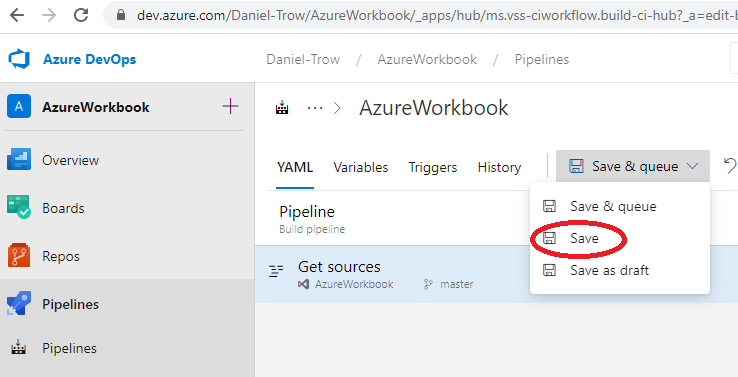 dev.azure.com/Daniel-Trow/AzureWorkbook/_apps/hub/ms.vss-ciworkflow.build-ci-hub?_a=edit-b
Azure DevOps
Daniel-Trow / AzureWorkbook / Pipelines
A AzureWorkbook +
··· > AzureWorkbook
Overview
YAML Variables Triggers History Save & queue
Boards
Pipeline
Build pipeline
Save & queue
Save
Save as draft
Repos
Get sources
AzureWorkbook master
Pipelines
Pipelines